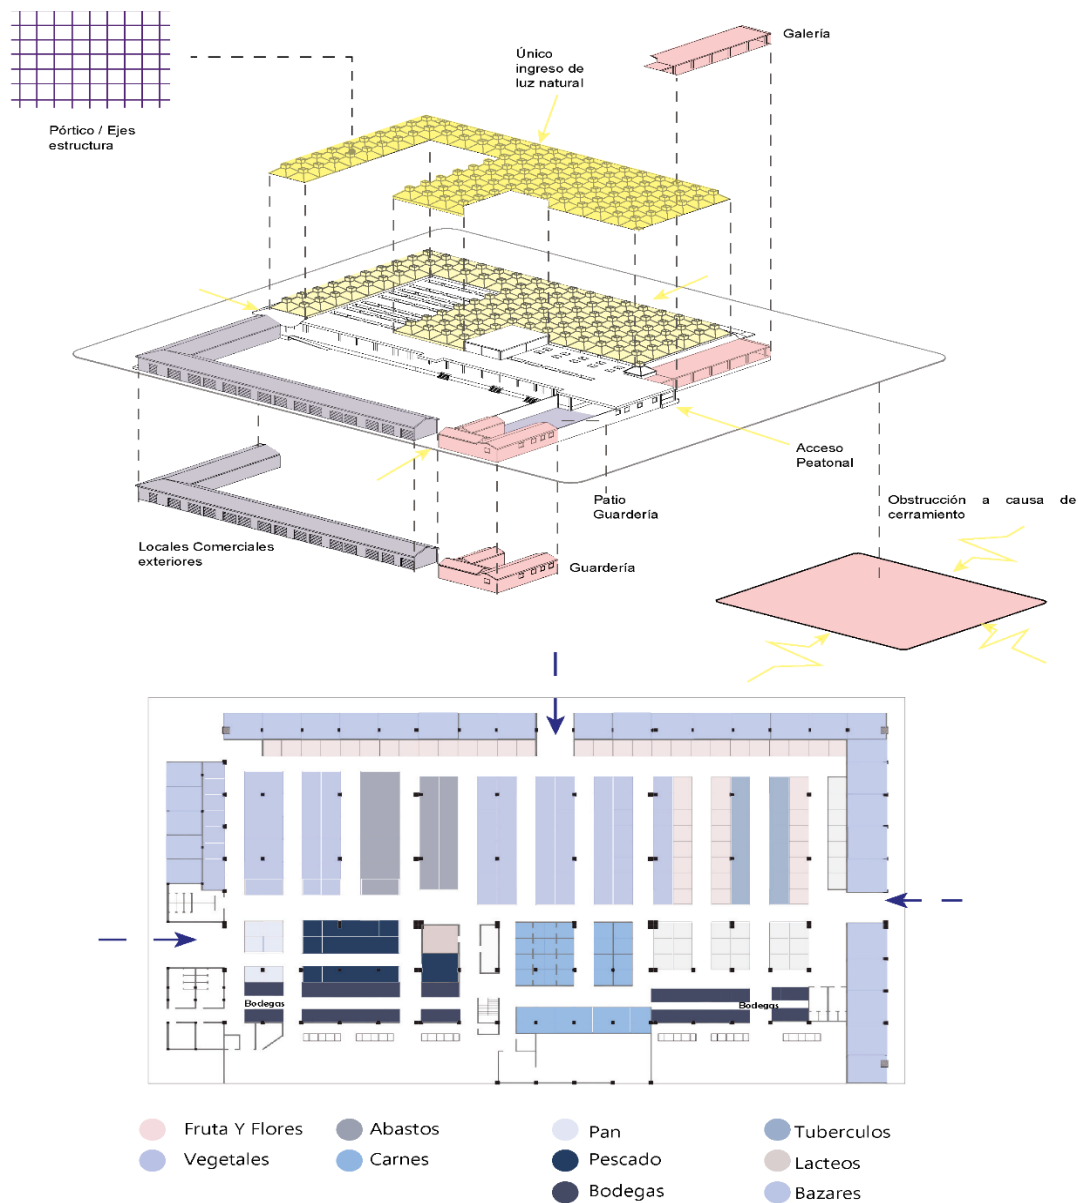 Galería
Único
ingreso de
luz natural
Pórtico / Ejes
estructura
Acceso
Peatonal
Patio
Guardería
Obstrucción a causa de
cerramiento
Locales Comerciales
exteriores
Guardería
Bodegas
Bodegas
Fruta Y Flores
Abastos
Pan
Tuberculos
Vegetales
Carnes
Pescado
Lacteos
Bodegas
Bazares